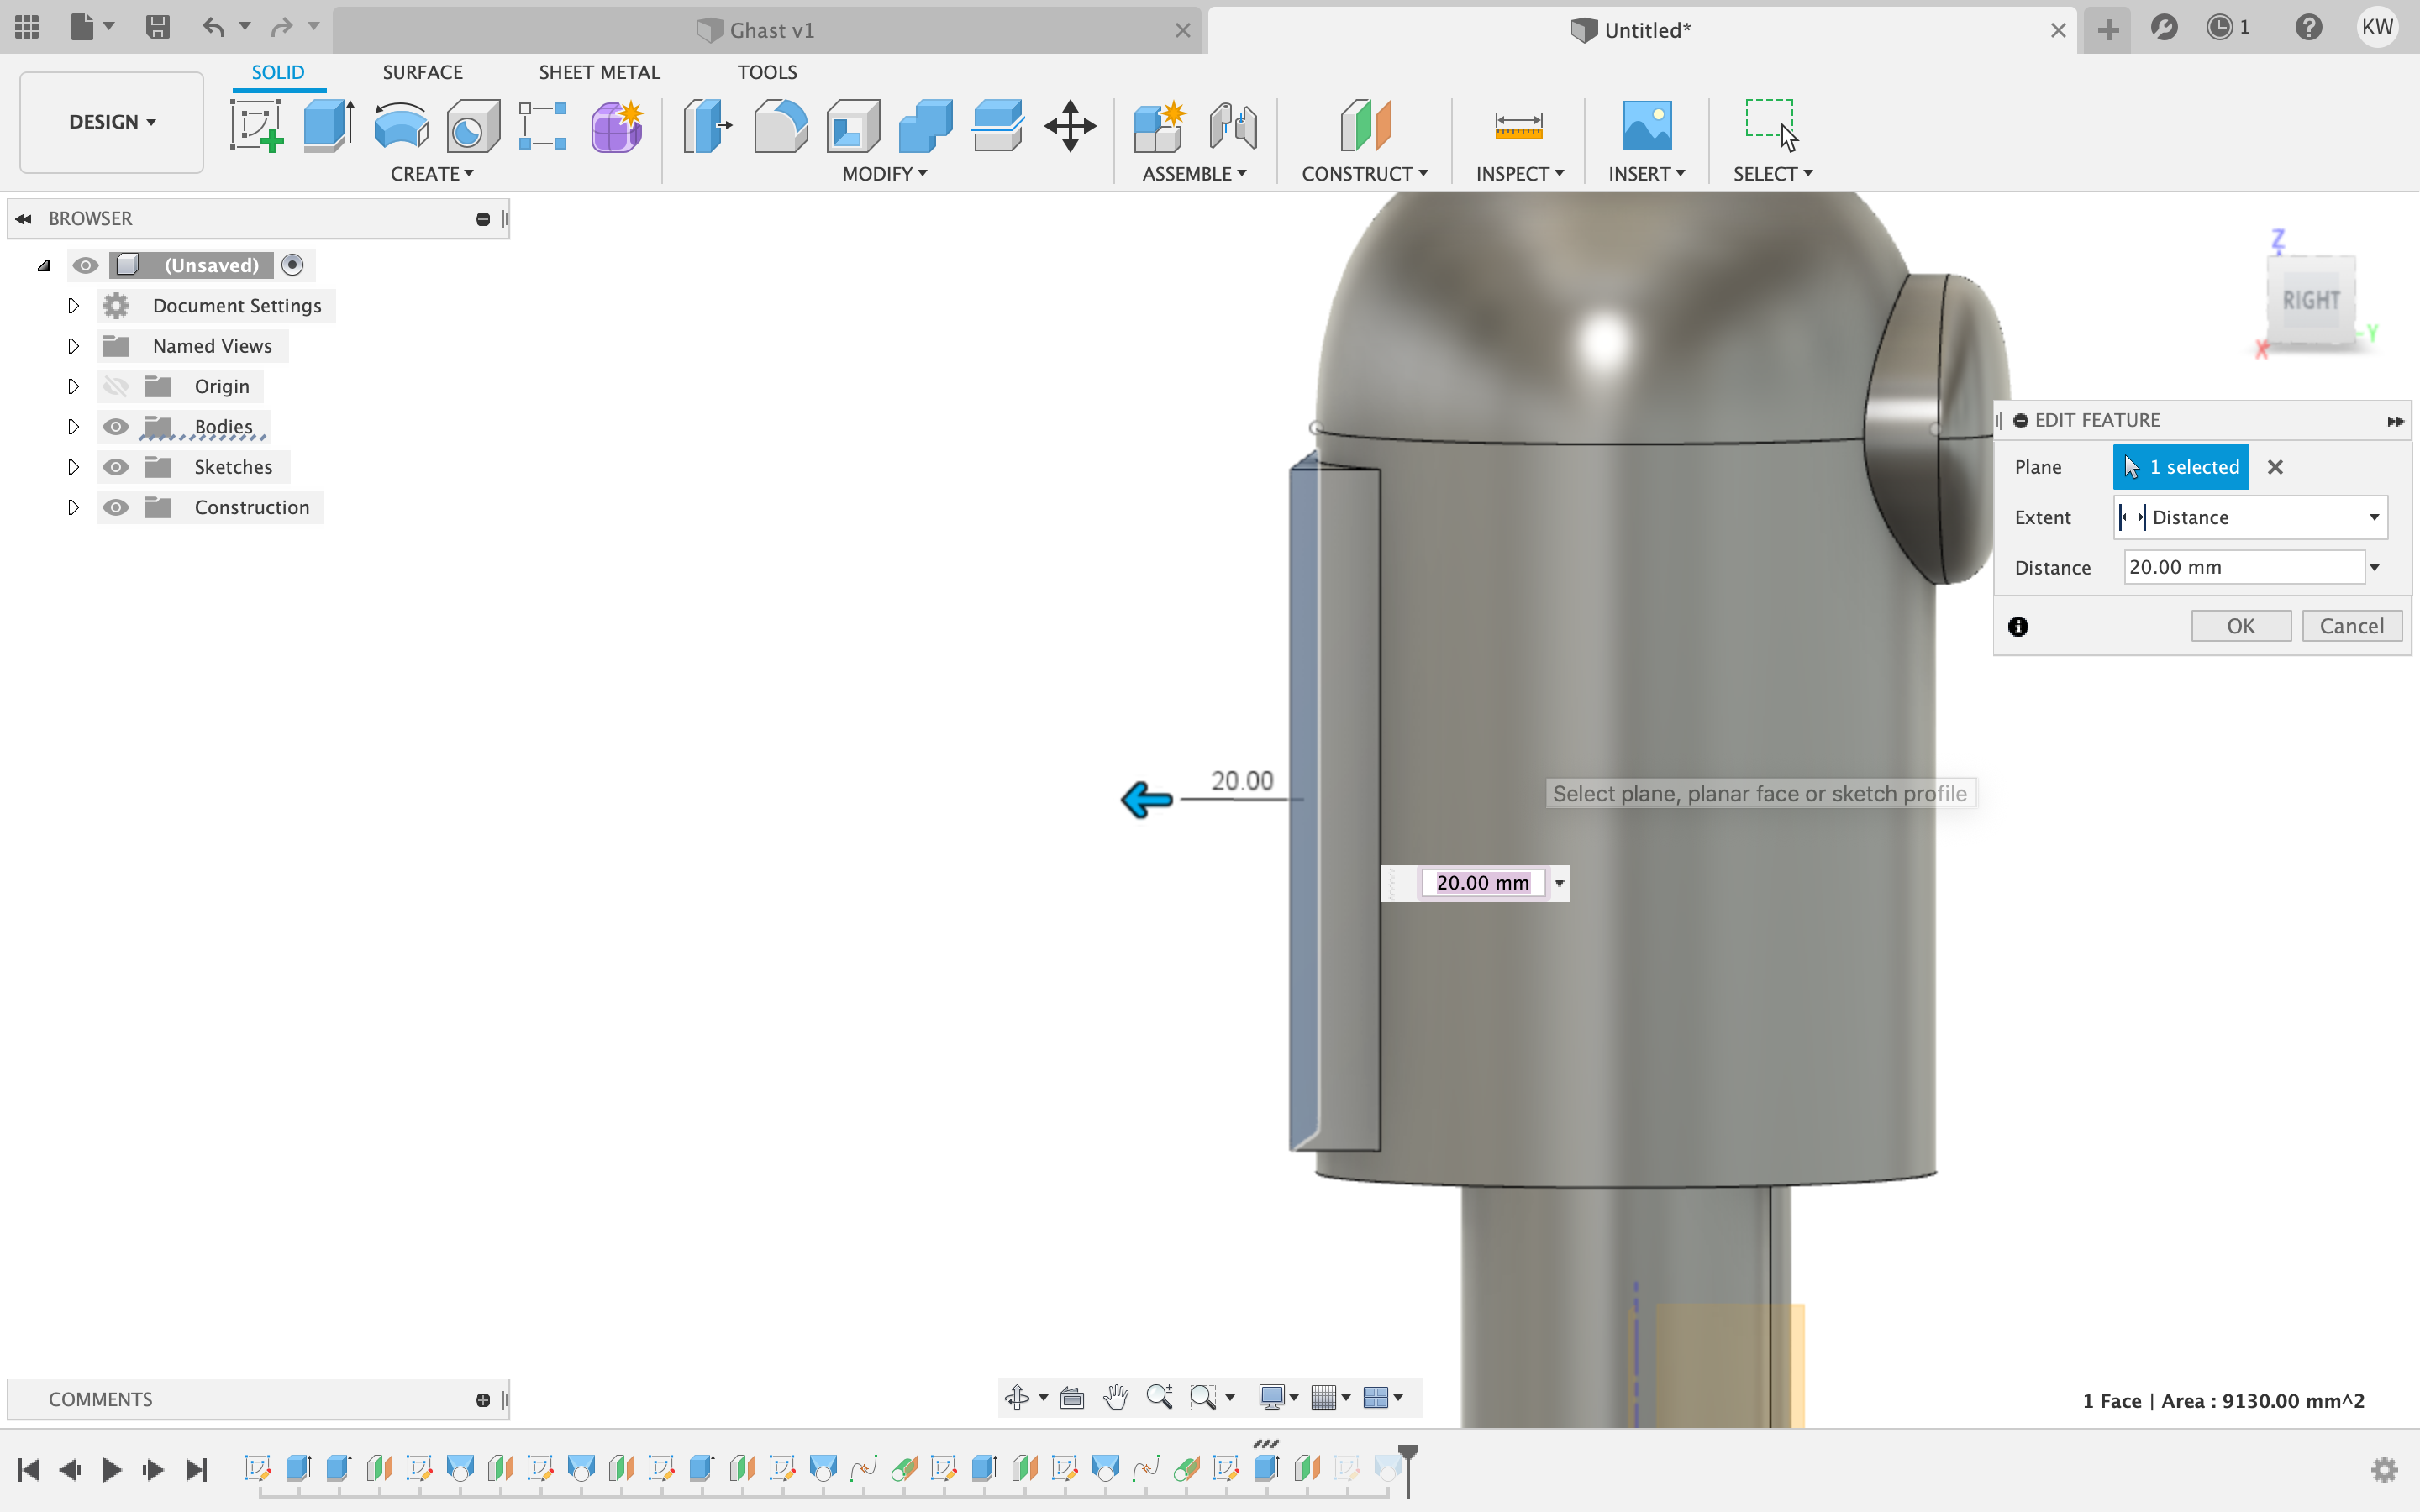 Ghast v1
Untitled*
1
KW
DESIGN
SOLID
SURFACE
SHEET METAL
TOOLS
CREATE
MODIFY
ASSEMBLE
CONSTRUCT
INSPECT
INSERT
SELECT
BROWSER
(Unsaved)
Document Settings
Named Views
Origin
Bodies
Sketches
Construction
Z
RIGHT
Y
X
EDIT FEATURE
Plane
1 selected
Extent
Distance
Distance
20.00 mm
OK
Cancel
20.00
Select plane, planar face or sketch profile
20.00 mm
COMMENTS
1 Face | Area : 9130.00 mm^2